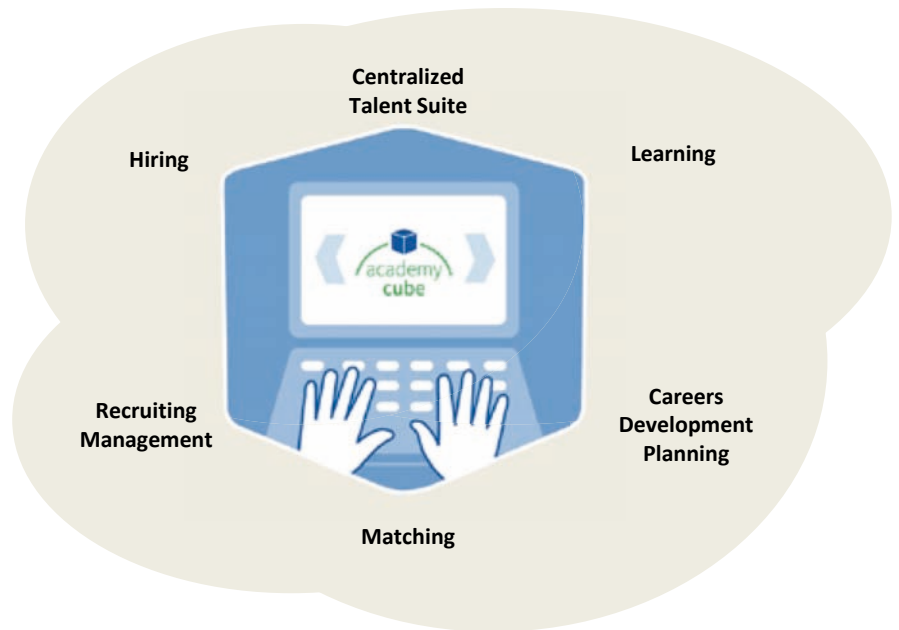 Centralized
Talent Suite
Hiring
Learning
academy
cube
Recruiting
Management
Careers
Development
Planning
Matching